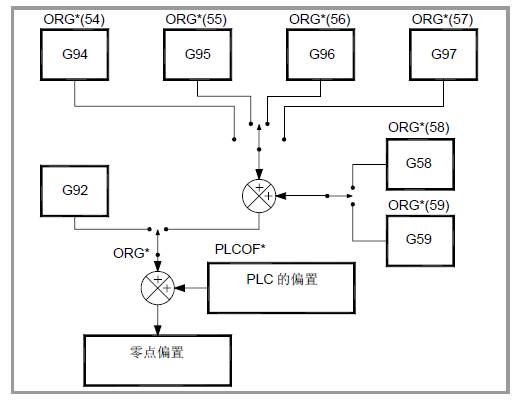 ORG*(54) ORG*(55) ORG*(56) ORG*(57)
G94 G95 G96 G97
ORG*(58)
G58
G92
ORG*(59)
G59
ORG*
PLCOF*
PLC 的偏置
零点偏置